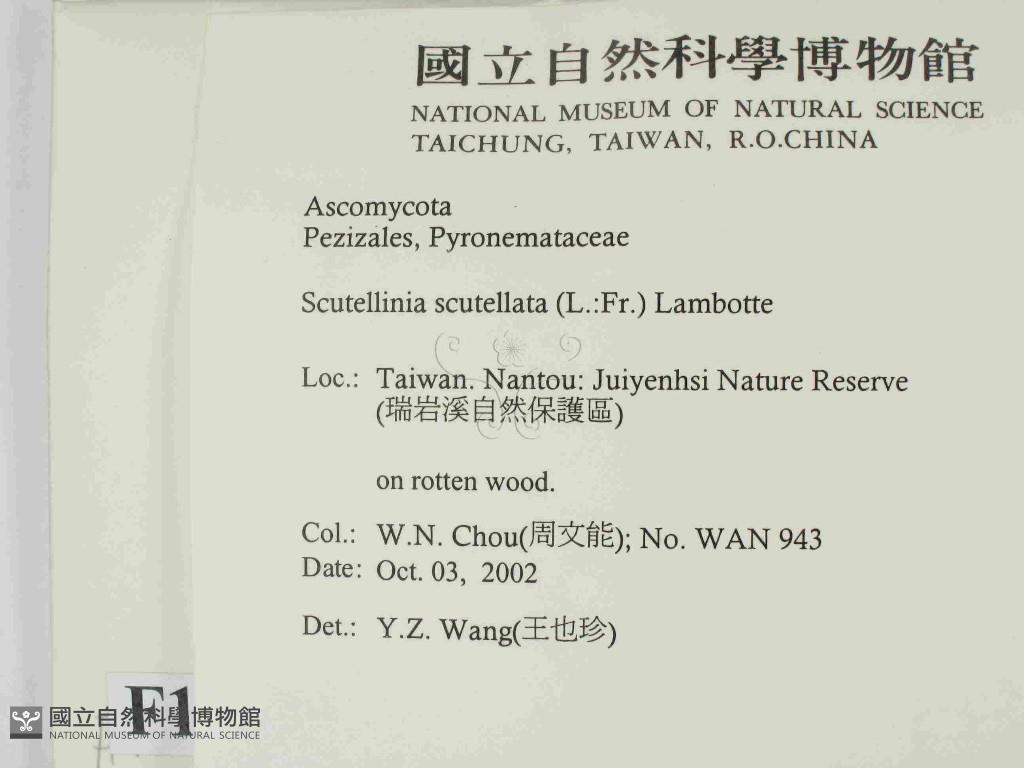 國立自然科學博物館
NATIONAL MUSEUM OF NATURAL SCIENCE
TAICHUNG, TAIWAN, R.O.CHINA
Ascomycota
Pezizales, Pyronemataceae
Scutellinia scutellata (L.:Fr.) Lambotte
Loc.: Taiwan. Nantou: Juiyenhsi Nature Reserve
(瑞岩溪自然保護區)
on rotten wood.
Col.: W.N. Chou(周文能); No. WAN 943
Date: Oct. 03, 2002
Det.: Y.Z. Wang(王也珍)
F1
國立自然科學博物館
NATIONAL MUSEUM OF NATURAL SCIENCE